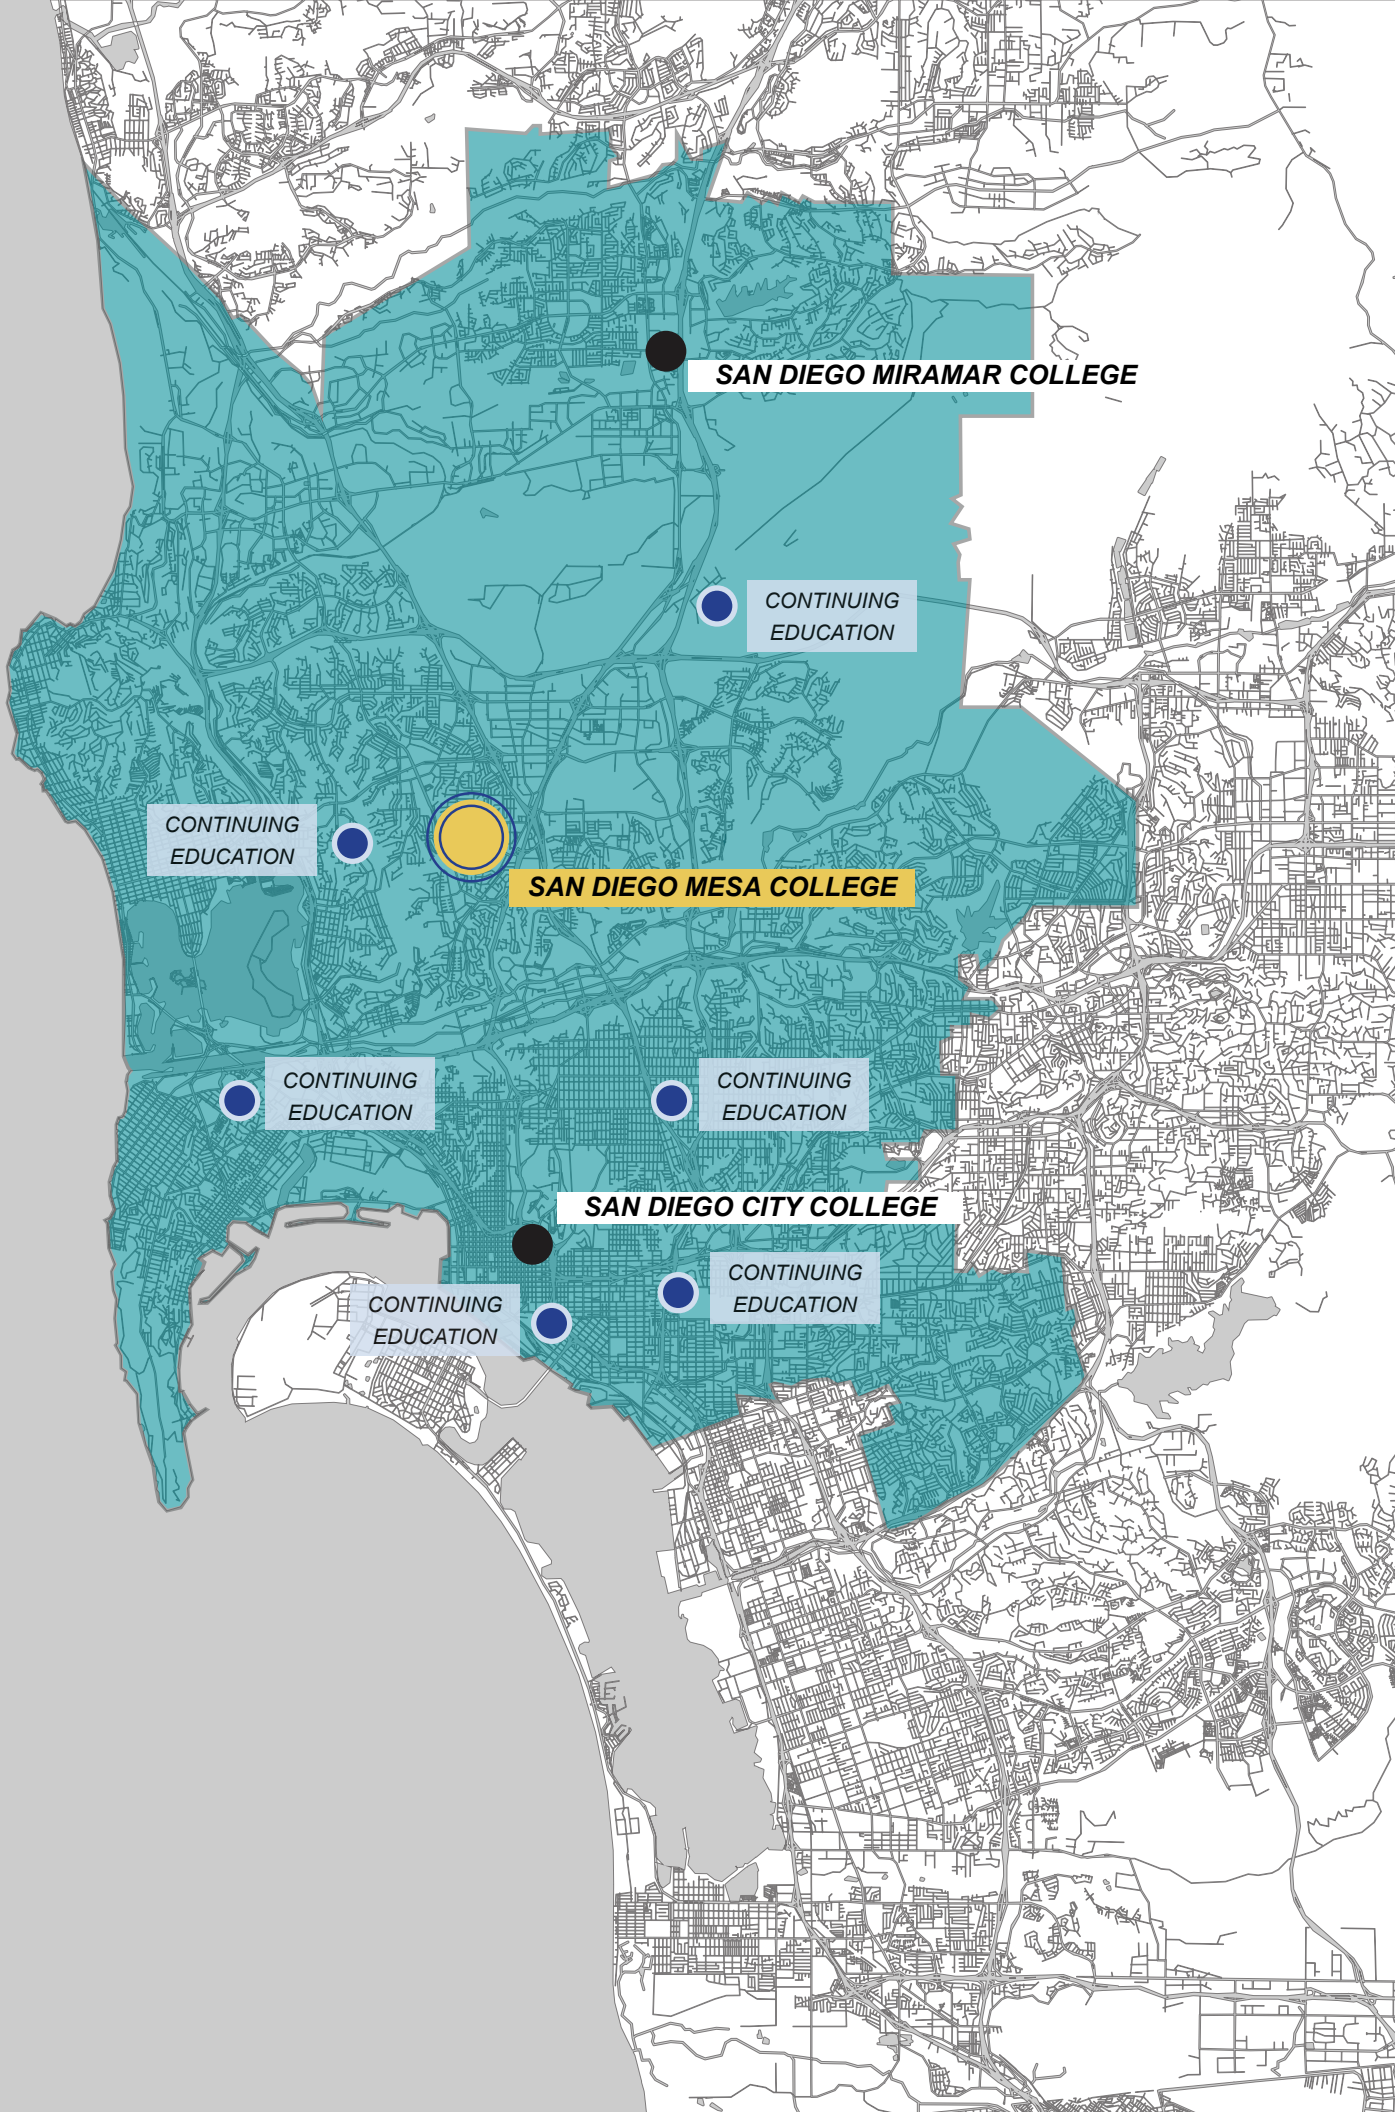 SAN DIEGO MIRAMAR COLLEGE
CONTINUING
EDUCATION
CONTINUING
EDUCATION
SAN DIEGO MESA COLLEGE
CONTINUING
EDUCATION
CONTINUING
EDUCATION
SAN DIEGO CITY COLLEGE
CONTINUING
EDUCATION
CONTINUING
EDUCATION